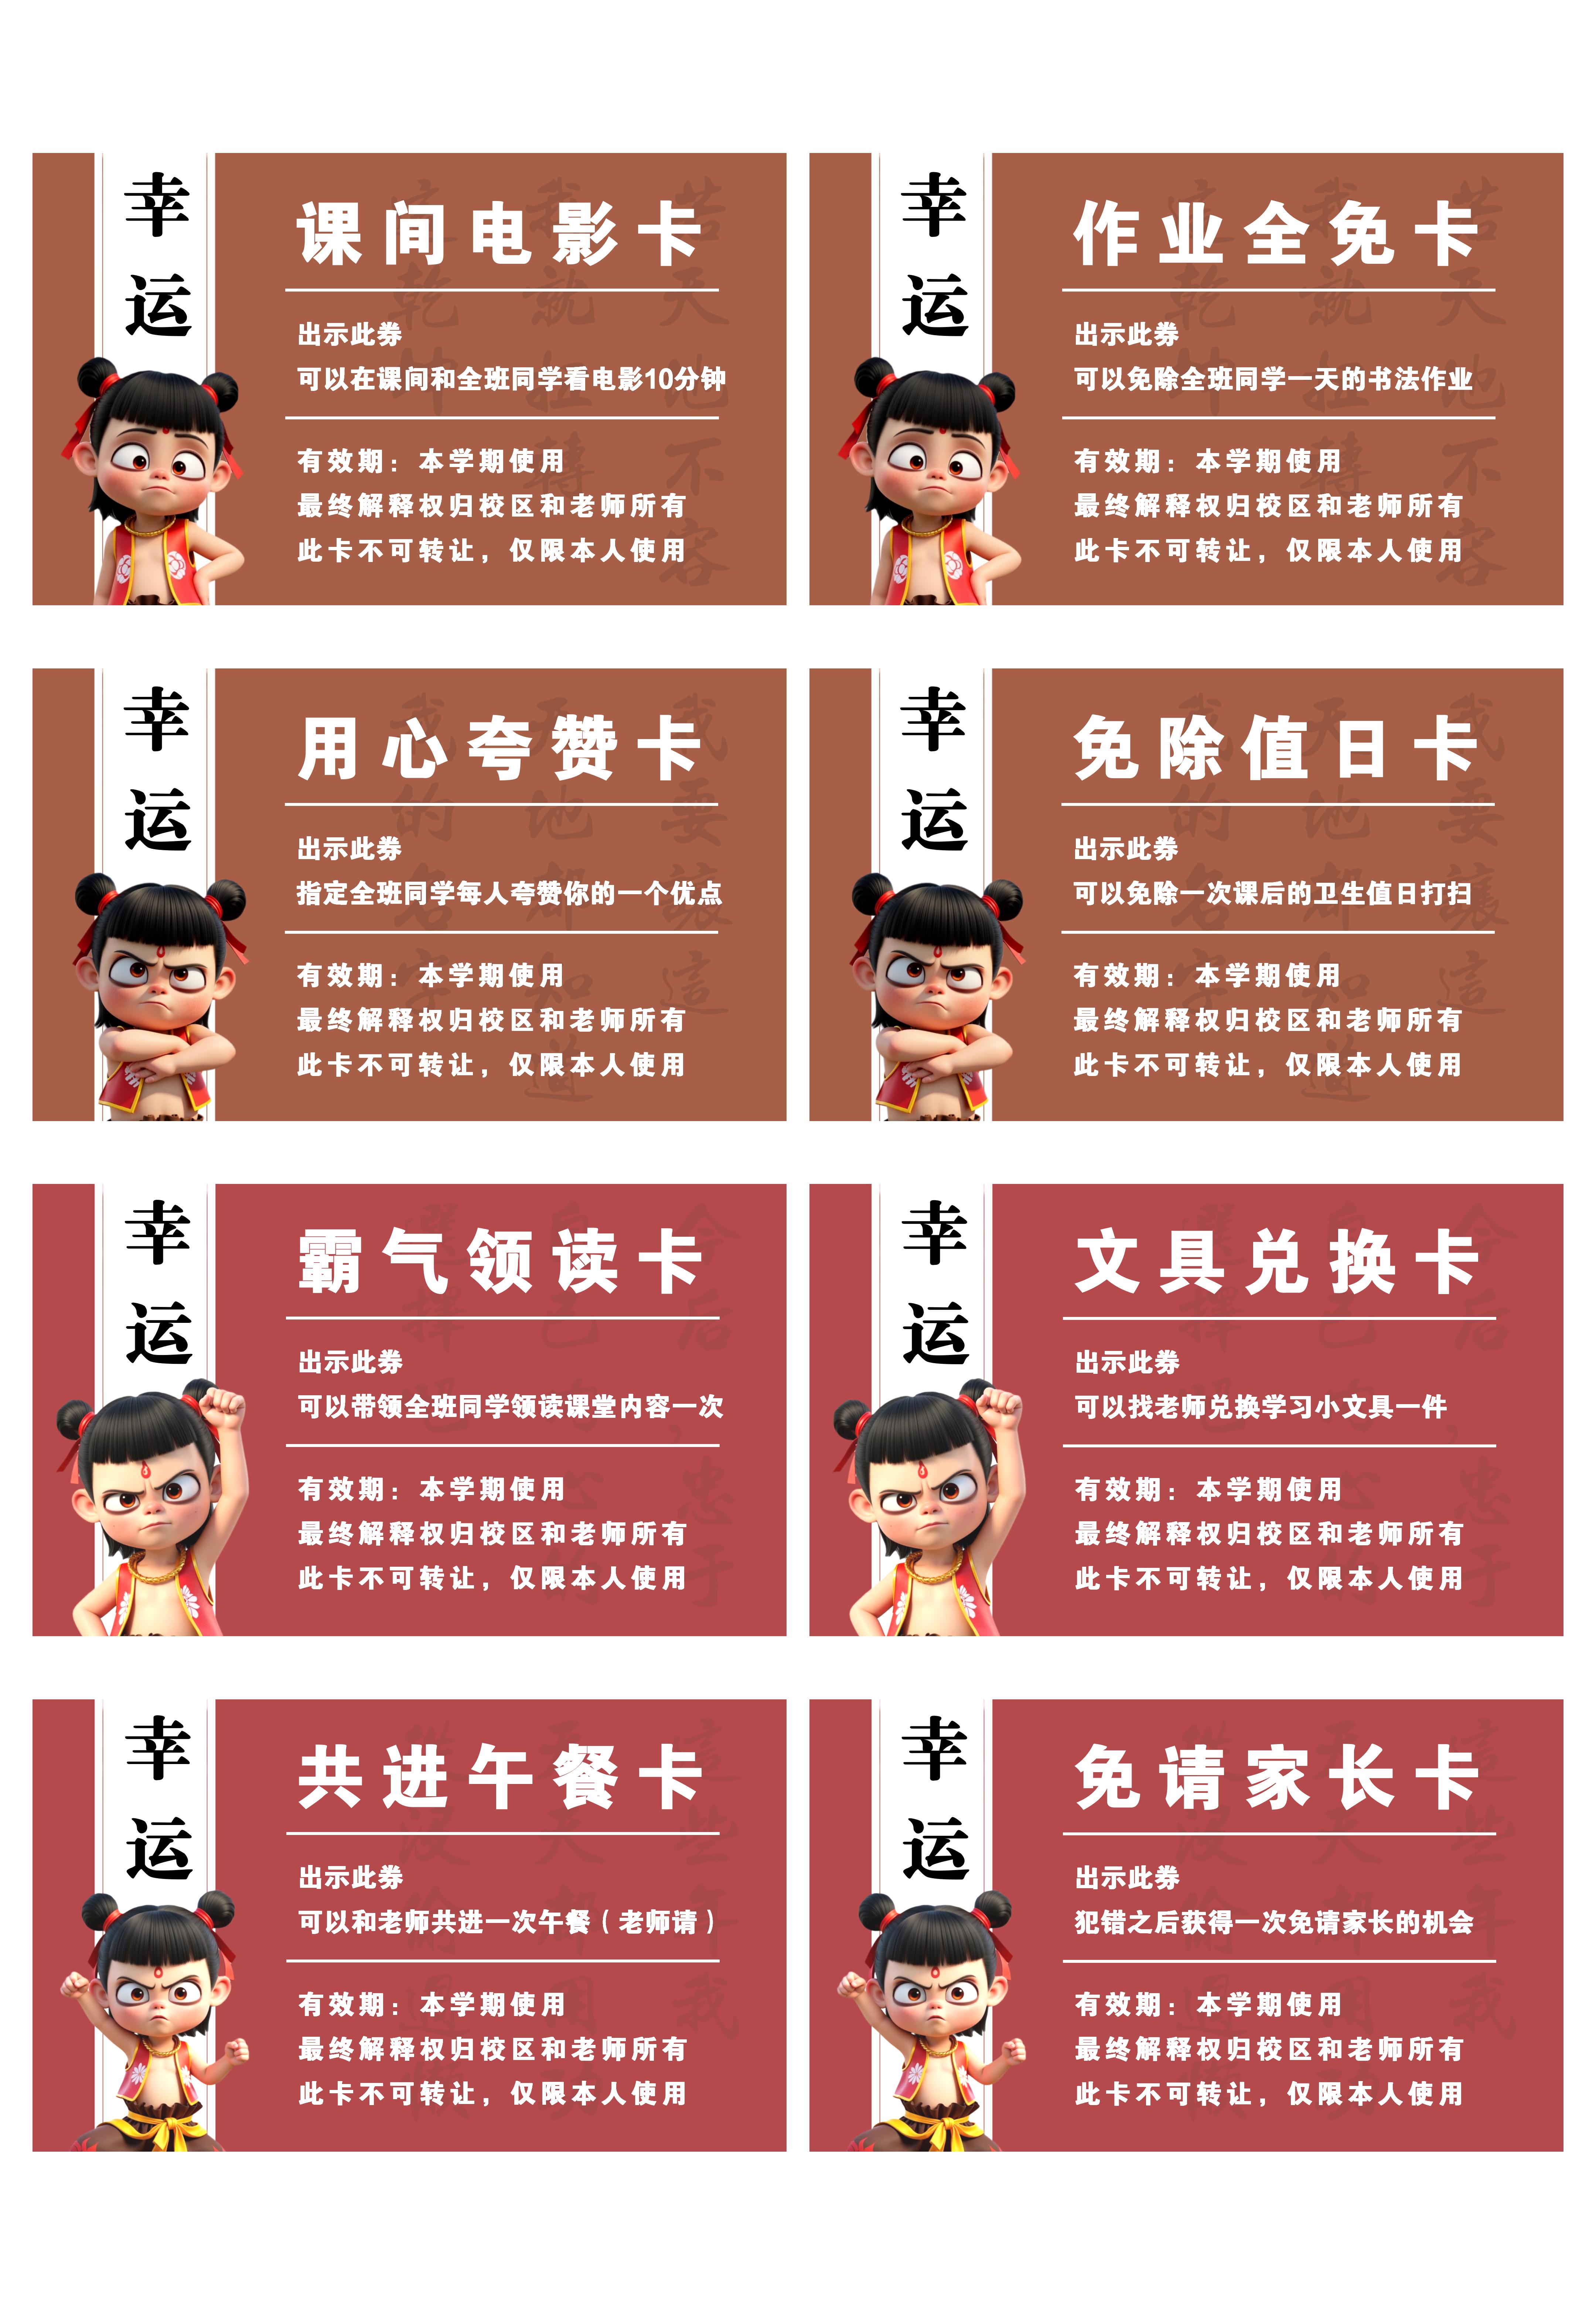 幸运
课间电影卡
出示此券
可以在课间和全班同学看电影10分钟
有效期：本学期使用
最终解释权归校区和老师所有
此卡不可转让，仅限本人使用
幸运
作业全免卡
出示此券
可以免除全班同学一天的书法作业
有效期：本学期使用
最终解释权归校区和老师所有
此卡不可转让，仅限本人使用
幸运
用心夸赞卡
出示此券
指定全班同学每人夸赞你的一个优点
有效期：本学期使用
最终解释权归校区和老师所有
此卡不可转让，仅限本人使用
幸运
免除值日卡
出示此券
可以免除一次课后的卫生值日打扫
有效期：本学期使用
最终解释权归校区和老师所有
此卡不可转让，仅限本人使用
幸运
霸气领读卡
出示此券
可以带领全班同学领读课堂内容一次
有效期：本学期使用
最终解释权归校区和老师所有
此卡不可转让，仅限本人使用
幸运
文具兑换卡
出示此券
可以找老师兑换学习小文具一件
有效期：本学期使用
最终解释权归校区和老师所有
此卡不可转让，仅限本人使用
幸运
共进午餐卡
出示此券
可以和老师共进一次午餐（老师请）
有效期：本学期使用
最终解释权归校区和老师所有
此卡不可转让，仅限本人使用
幸运
免请家长卡
出示此券
犯错之后获得一次免请家长的机会
有效期：本学期使用
最终解释权归校区和老师所有
此卡不可转让，仅限本人使用